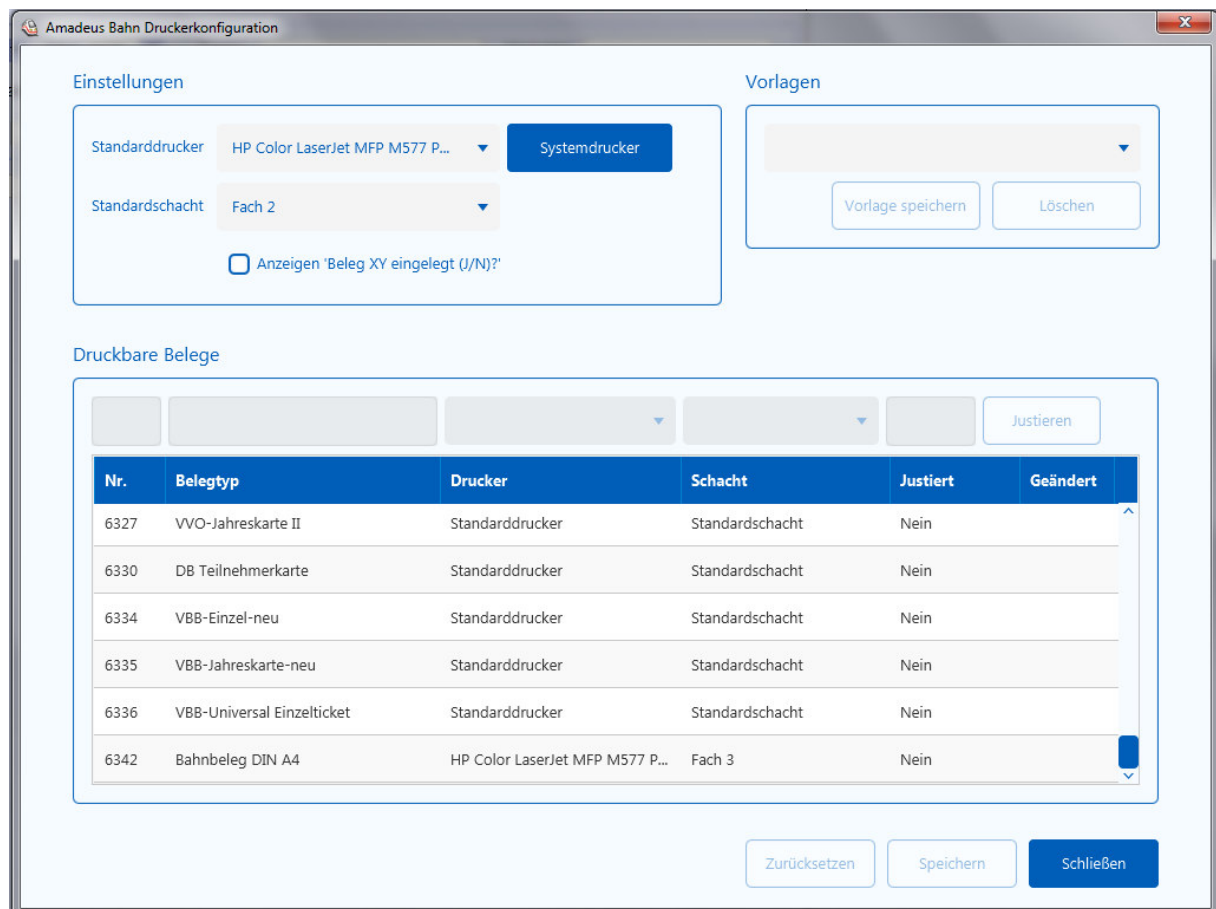 Amadeus Bahn Druckerkonfiguration
Einstellungen
Vorlagen
Standarddrucker HP Color LaserJet MFP M577 P... Systemdrucker
Standardschacht Fach 2
Vorlage speichern Löschen
Anzeigen 'Beleg XY eingelegt (J/N)?'
Druckbare Belege
Justieren
Nr. Belegtyp Drucker Schacht Justiert Geändert
6327 VVO-Jahreskarte II Standarddrucker Standardschacht Nein
6330 DB Teilnehmerkarte Standarddrucker Standardschacht Nein
6334 VBB-Einzel-neu Standarddrucker Standardschacht Nein
6335 VBB-Jahreskarte-neu Standarddrucker Standardschacht Nein
6336 VBB-Universal Einzelticket Standarddrucker Standardschacht Nein
6342 Bahnbeleg DIN A4 HP Color LaserJet MFP M577 P... Fach 3 Nein
Zurücksetzen Speichern Schließen